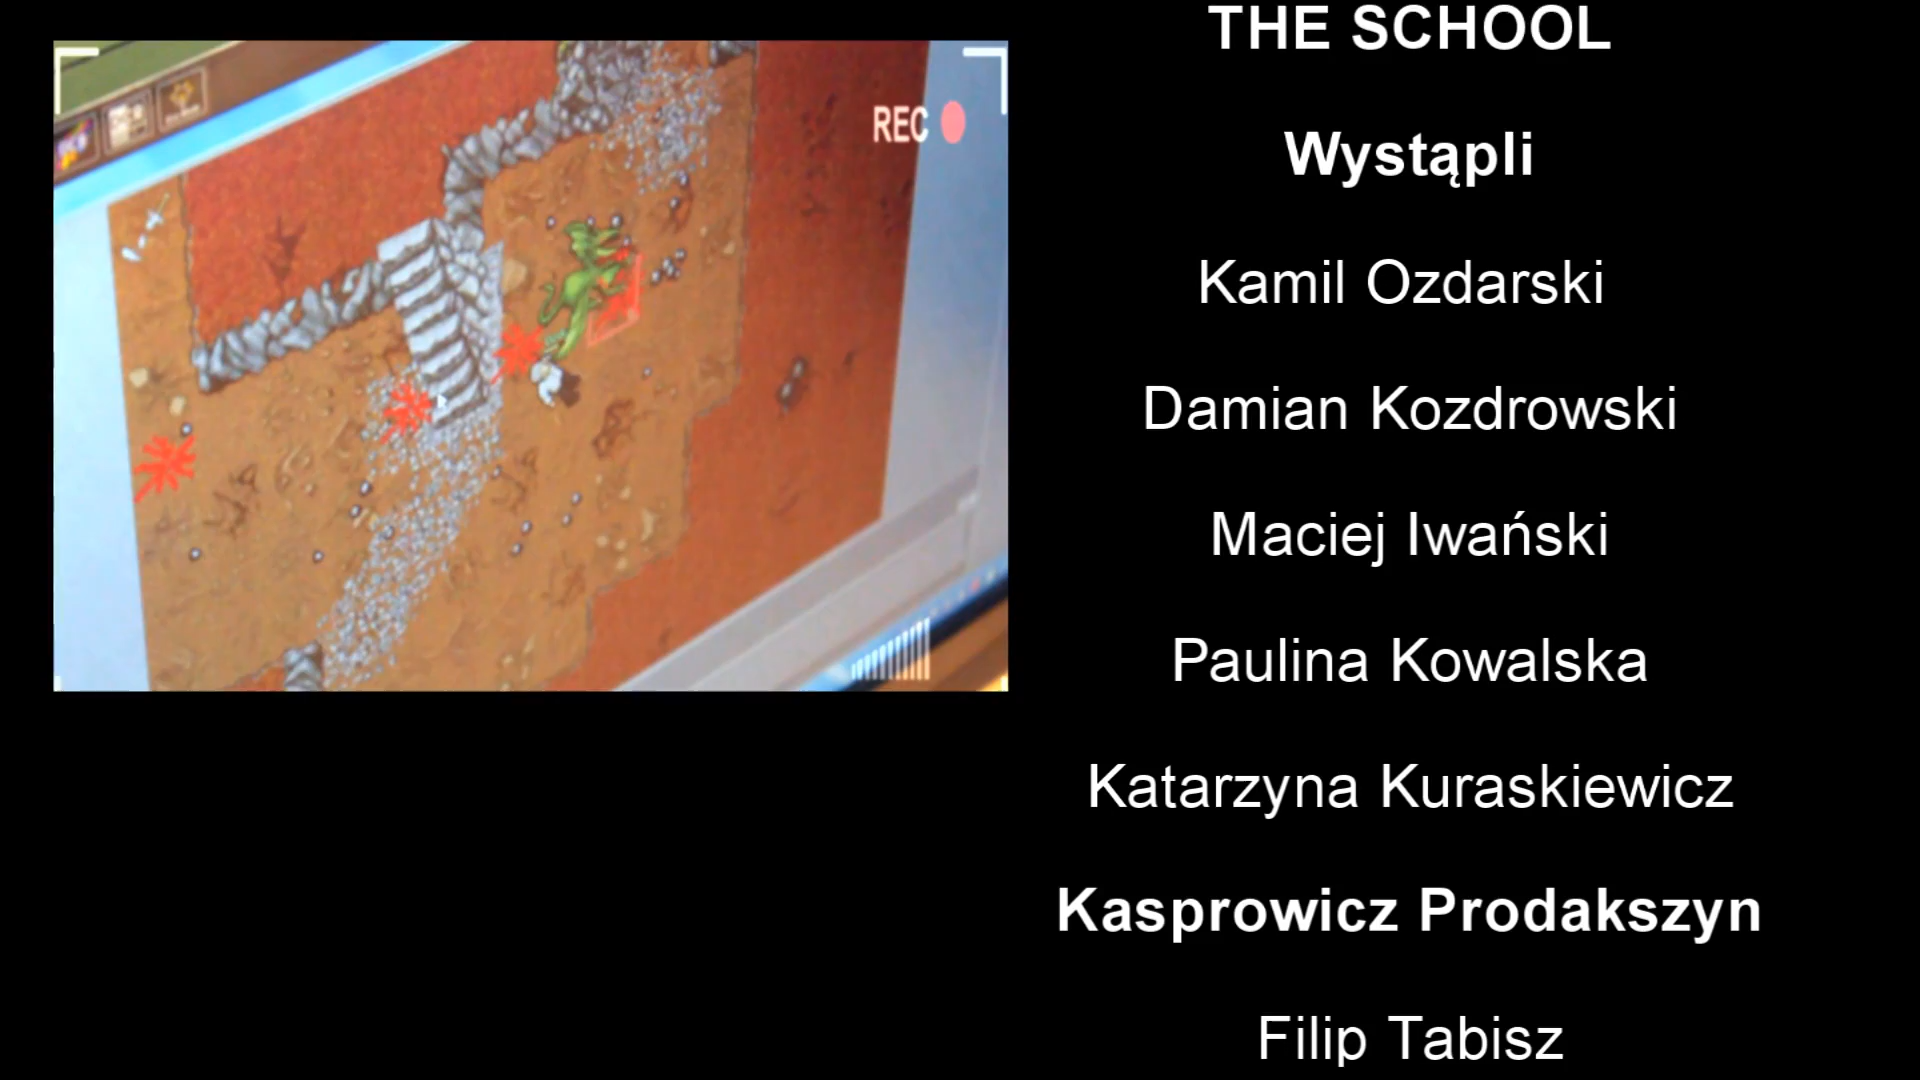 THE SCHOOL
REC
Wystąpli
Kamil Ozdarski
Damian Kozdrowski
Maciej Iwański
Paulina Kowalska
Katarzyna Kuraskiewicz
Kasprowicz Prodakszyn
Filip Tabisz